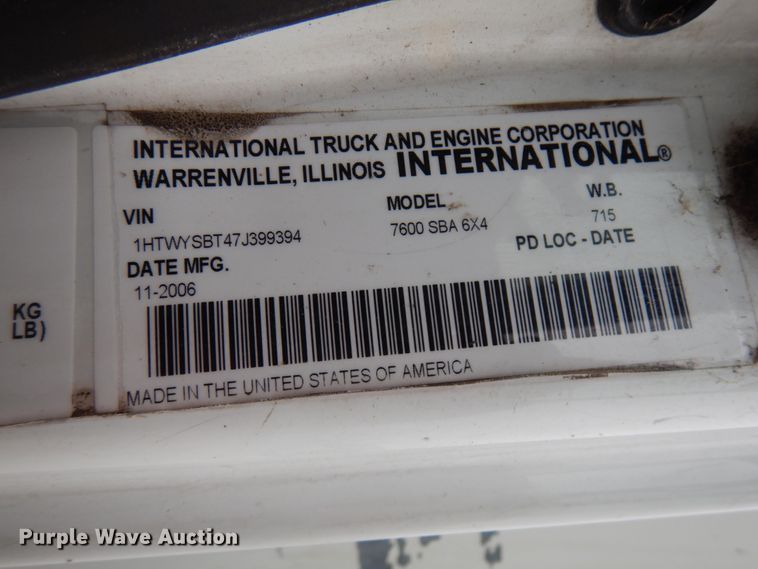 INTERNATIONAL TRUCK AND ENGINE CORPORATION
WARRENVILLE, ILLINOIS INTERNATIONAL®
VIN MODEL W.B.
1HTWYSBT47J399394 7600 SBA 6X4 715
DATE MFG. PD LOC - DATE
11-2006
KG
LB)
MADE IN THE UNITED STATES OF AMERICA
Purple Wave Auction